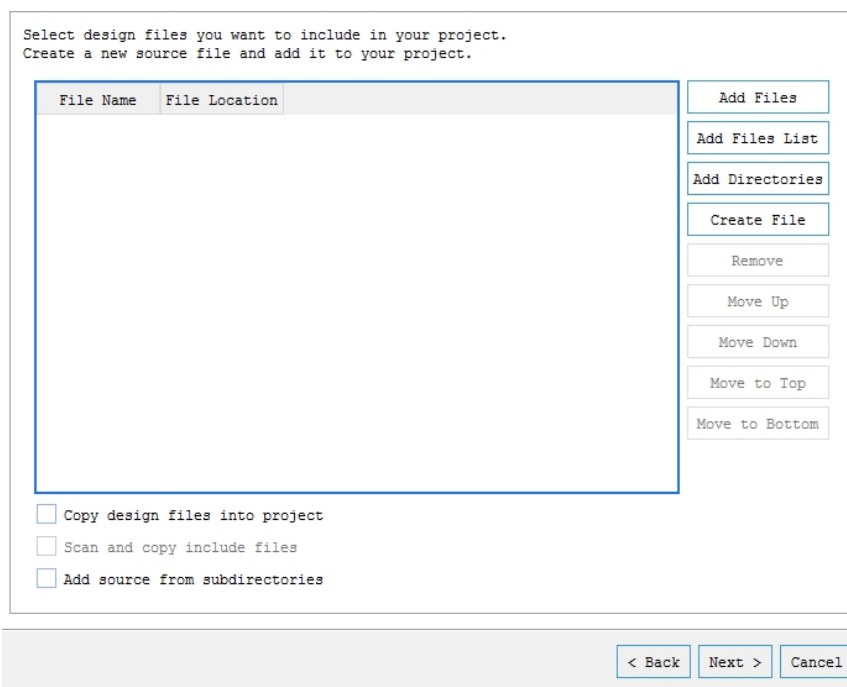 Select design files you want to include in your project.
Create a new source file and add it to your project.
File Name File Location
Add Files
Add Files List
Add Directories
Create File
Remove
Move Up
Move Down
Move to Top
Move to Bottom
Copy design files into project
Scan and copy include files
Add source from subdirectories
< Back Next > Cancel